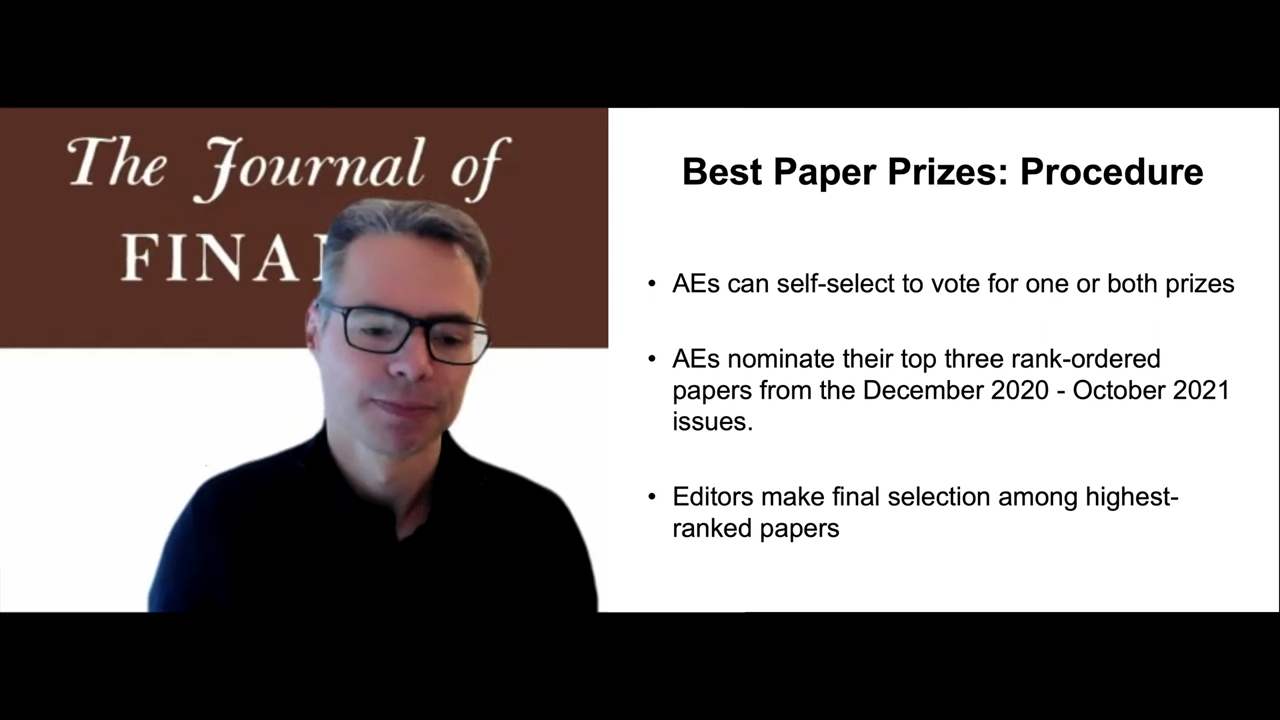 The Journal of
FINAN
Best Paper Prizes: Procedure
• AEs can self-select to vote for one or both prizes
• AEs nominate their top three rank-ordered
papers from the December 2020 - October 2021
issues.
• Editors make final selection among highest-
ranked papers